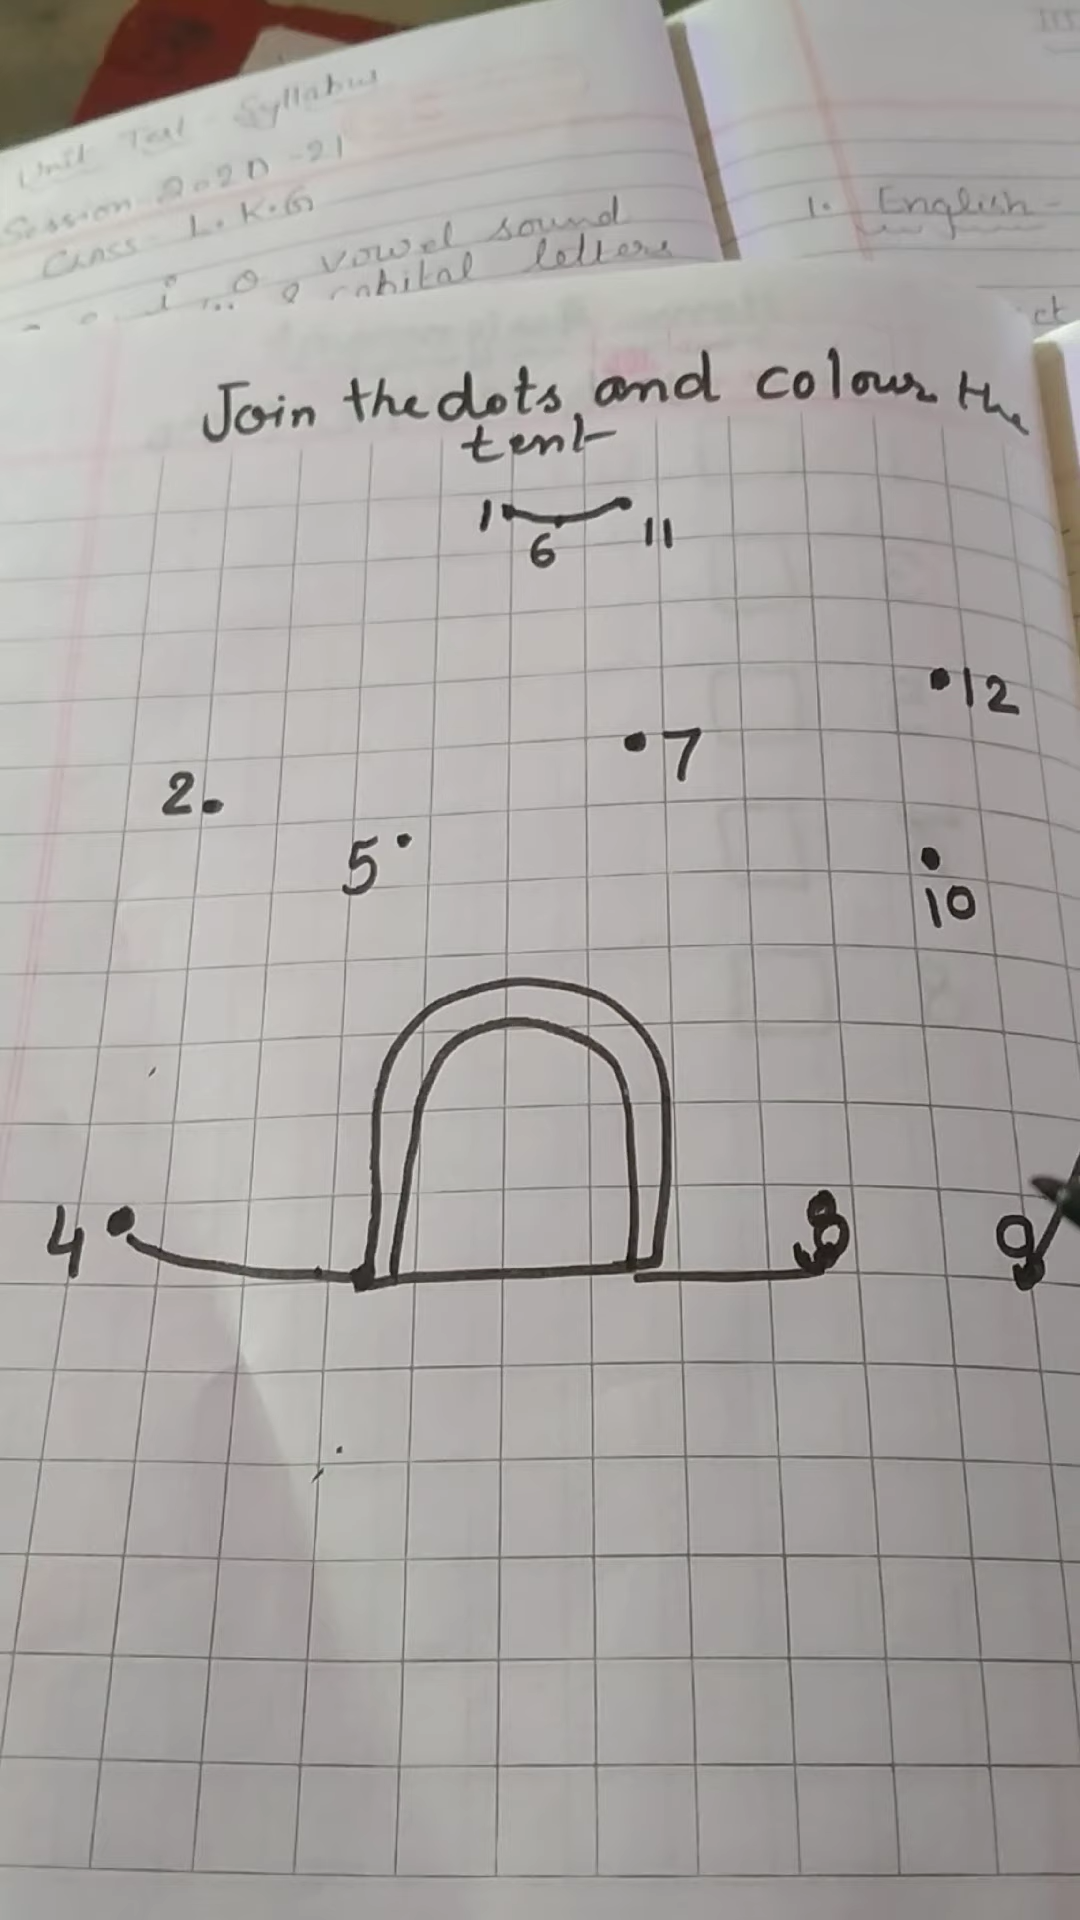 Unit Test Syllabus
Session 2020-21
Class - L.K.G
vowel sound
capital letters
1. English -
Join the dots and colour the
tent
1
6
11
12
7
2.
5
10
4
8
9